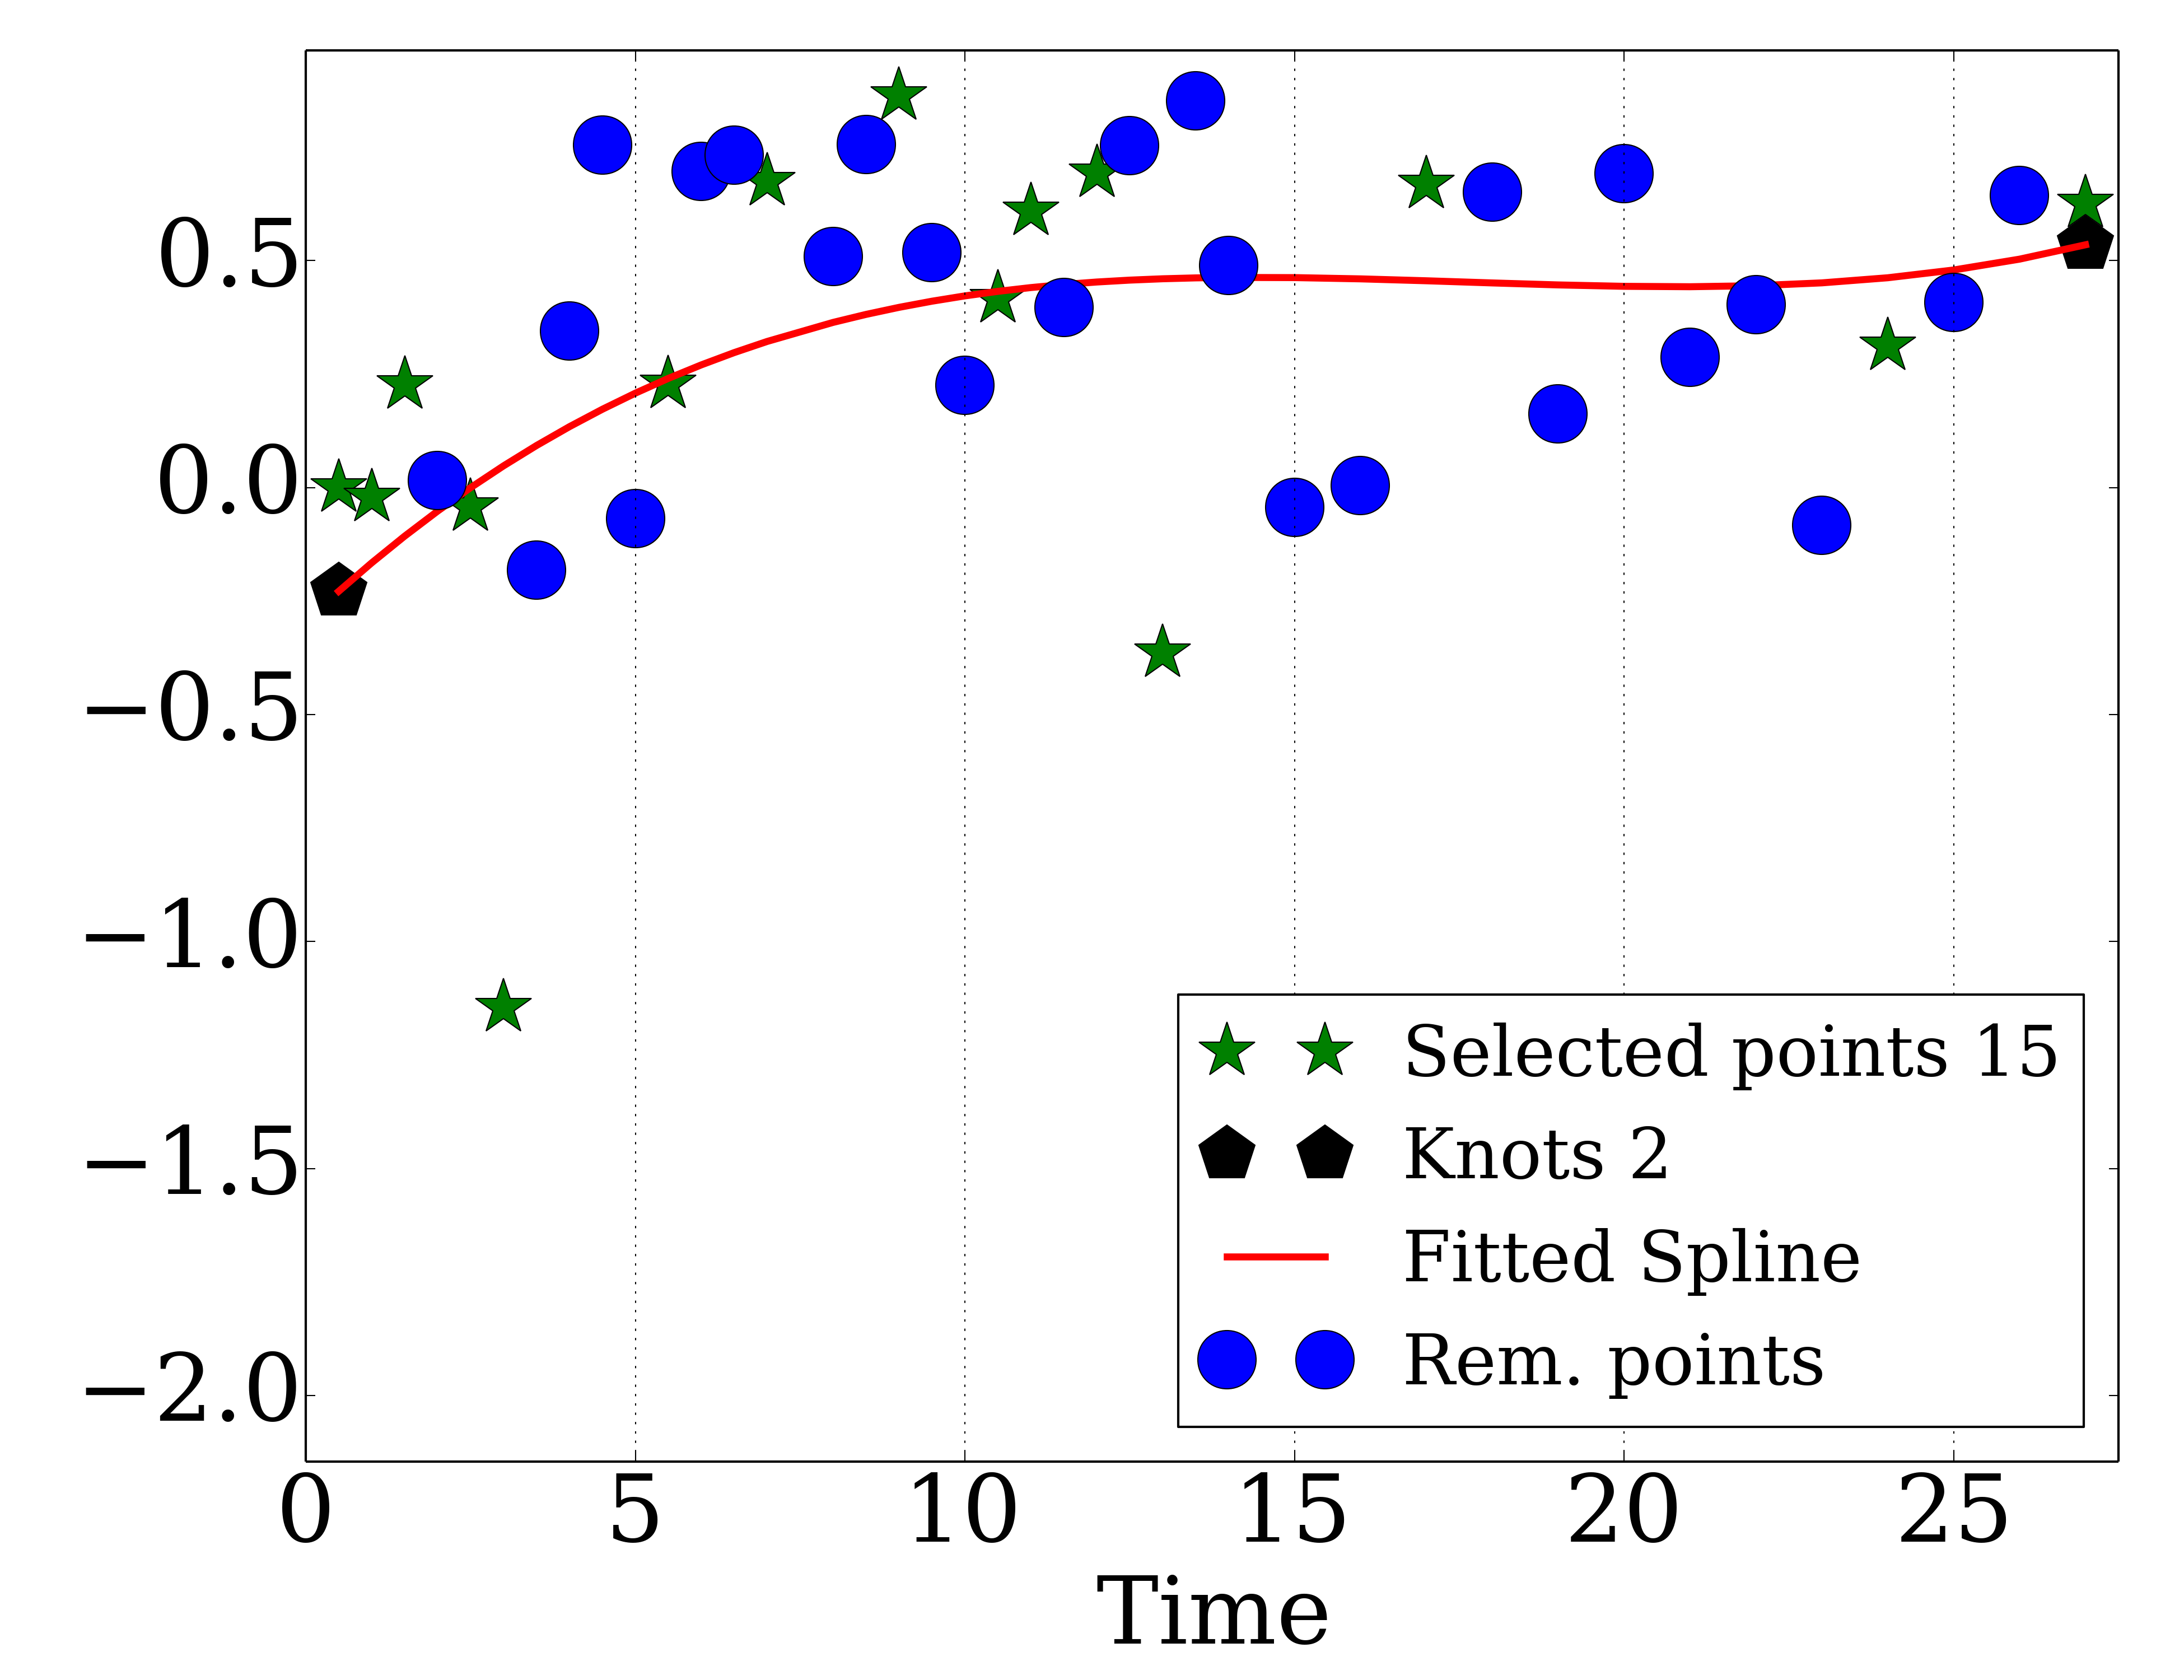 0.5
0.0
−0.5
−1.0
−1.5
−2.0
Selected points 15
Knots 2
Fitted Spline
Rem. points
0 5 10 15 20 25
Time